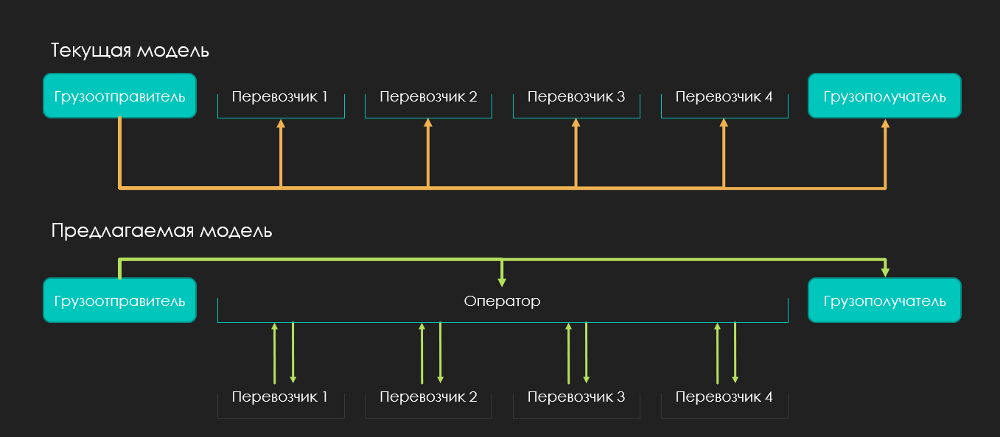 Текущая модель
Грузоотправитель
Перевозчик 1
Перевозчик 2
Перевозчик 3
Перевозчик 4
Грузополучатель
Предлагаемая модель
Грузоотправитель
Оператор
Грузополучатель
Перевозчик 1
Перевозчик 2
Перевозчик 3
Перевозчик 4